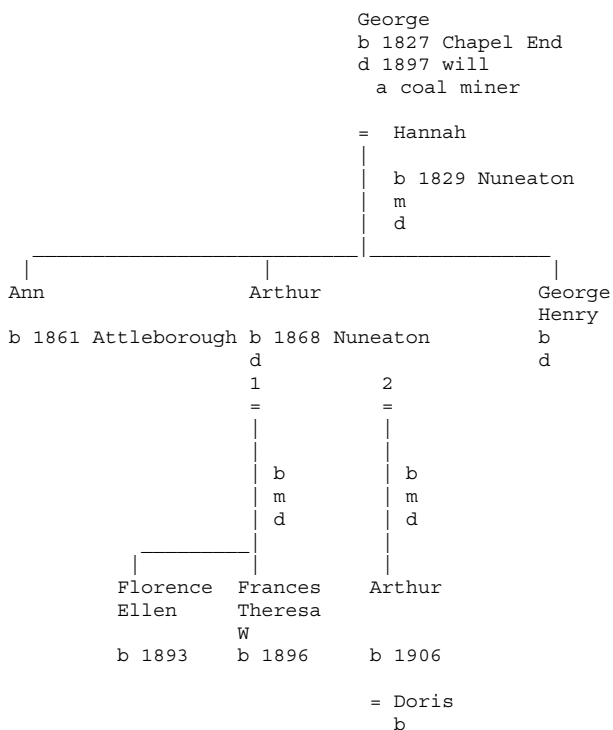 George
b 1827 Chapel End
d 1897 will
a coal miner
= Hannah
b 1829 Nuneaton
m
d
Ann Arthur George
Henry
b 1861 Attleborough b 1868 Nuneaton b
d d
1 2
= =
b b
m m
d d
Florence Frances Arthur
Ellen Theresa
W
b 1893 b 1896 b 1906
= Doris
b